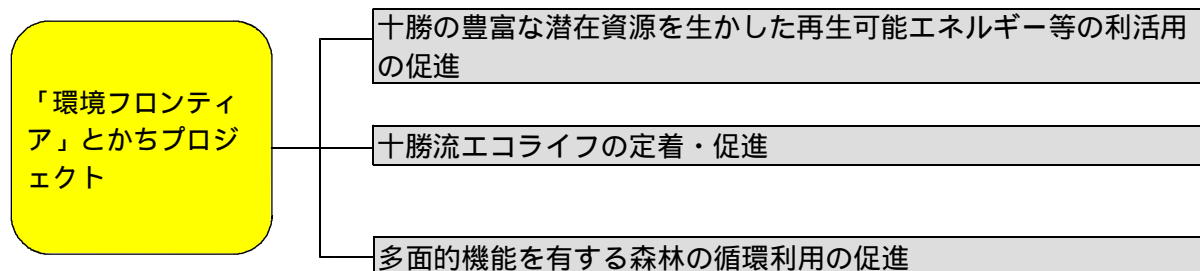 「環境フロンティ
ア」とかちプロジ
ェクト
十勝の豊富な潜在資源を生かした再生可能エネルギー等の利活用
の促進
十勝流エコライフの定着・促進
多面的機能を有する森林の循環利用の促進